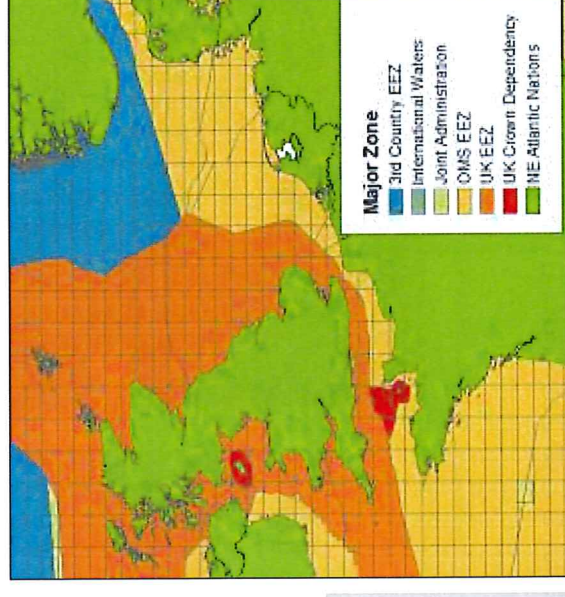 Major Zone
3rd Country EEZ
International Waters
Joint Administration
OMS EEZ
UK EEZ
UK Crown Dependency
NE Atlantic Nations